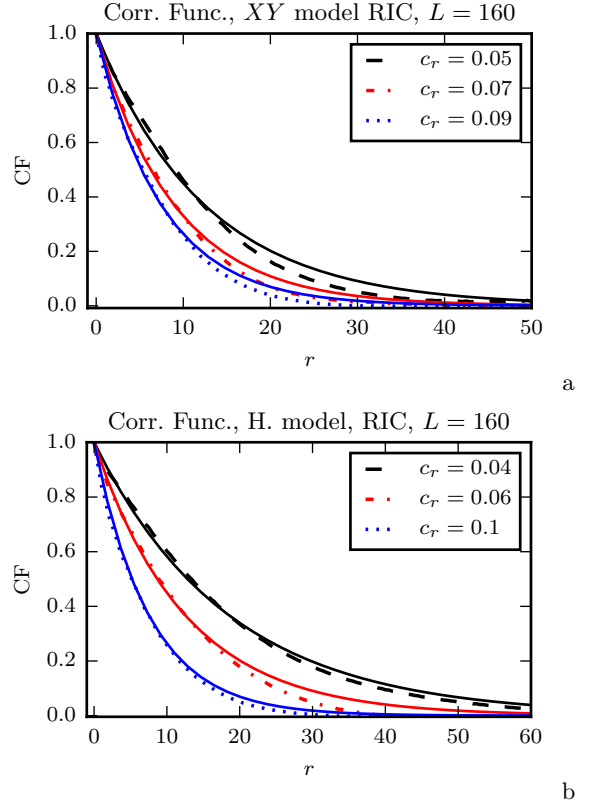 Corr. Func., XY model RIC, L = 160
1.0
0.8
0.6
0.4
0.2
0.0
CF
c_r = 0.05
c_r = 0.07
c_r = 0.09
0 10 20 30 40 50
r
a
Corr. Func., H. model, RIC, L = 160
1.0
0.8
0.6
0.4
0.2
0.0
CF
c_r = 0.04
c_r = 0.06
c_r = 0.1
0 10 20 30 40 50 60
r
b